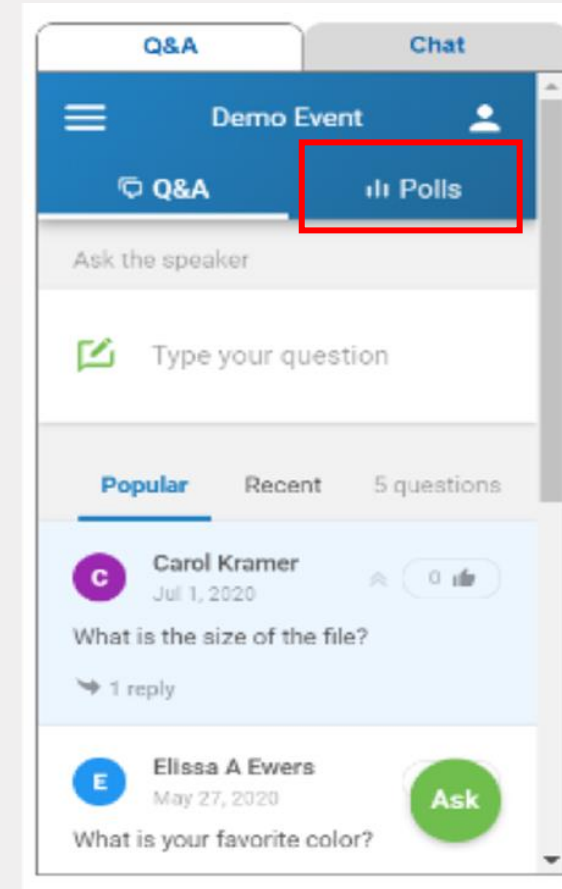 Q&A Chat
Demo Event
Q&A Polls
Ask the speaker
Type your question
Popular Recent 5 questions
C Carol Kramer
Jul 1, 2020 0
What is the size of the file?
1 reply
E Elissa A Ewers
May 27, 2020 Ask
What is your favorite color?